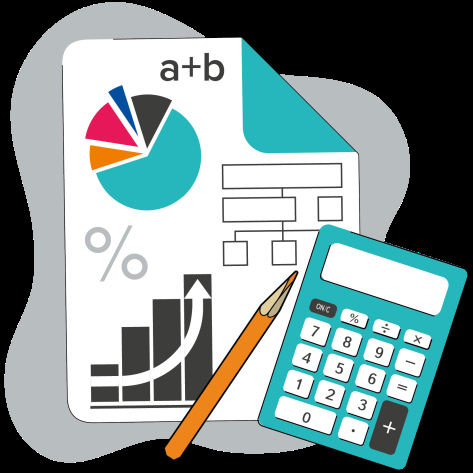 a+b
%
ON/C % ÷ ×
7 8 9 −
4 5 6 =
1 2 3 +
0 .